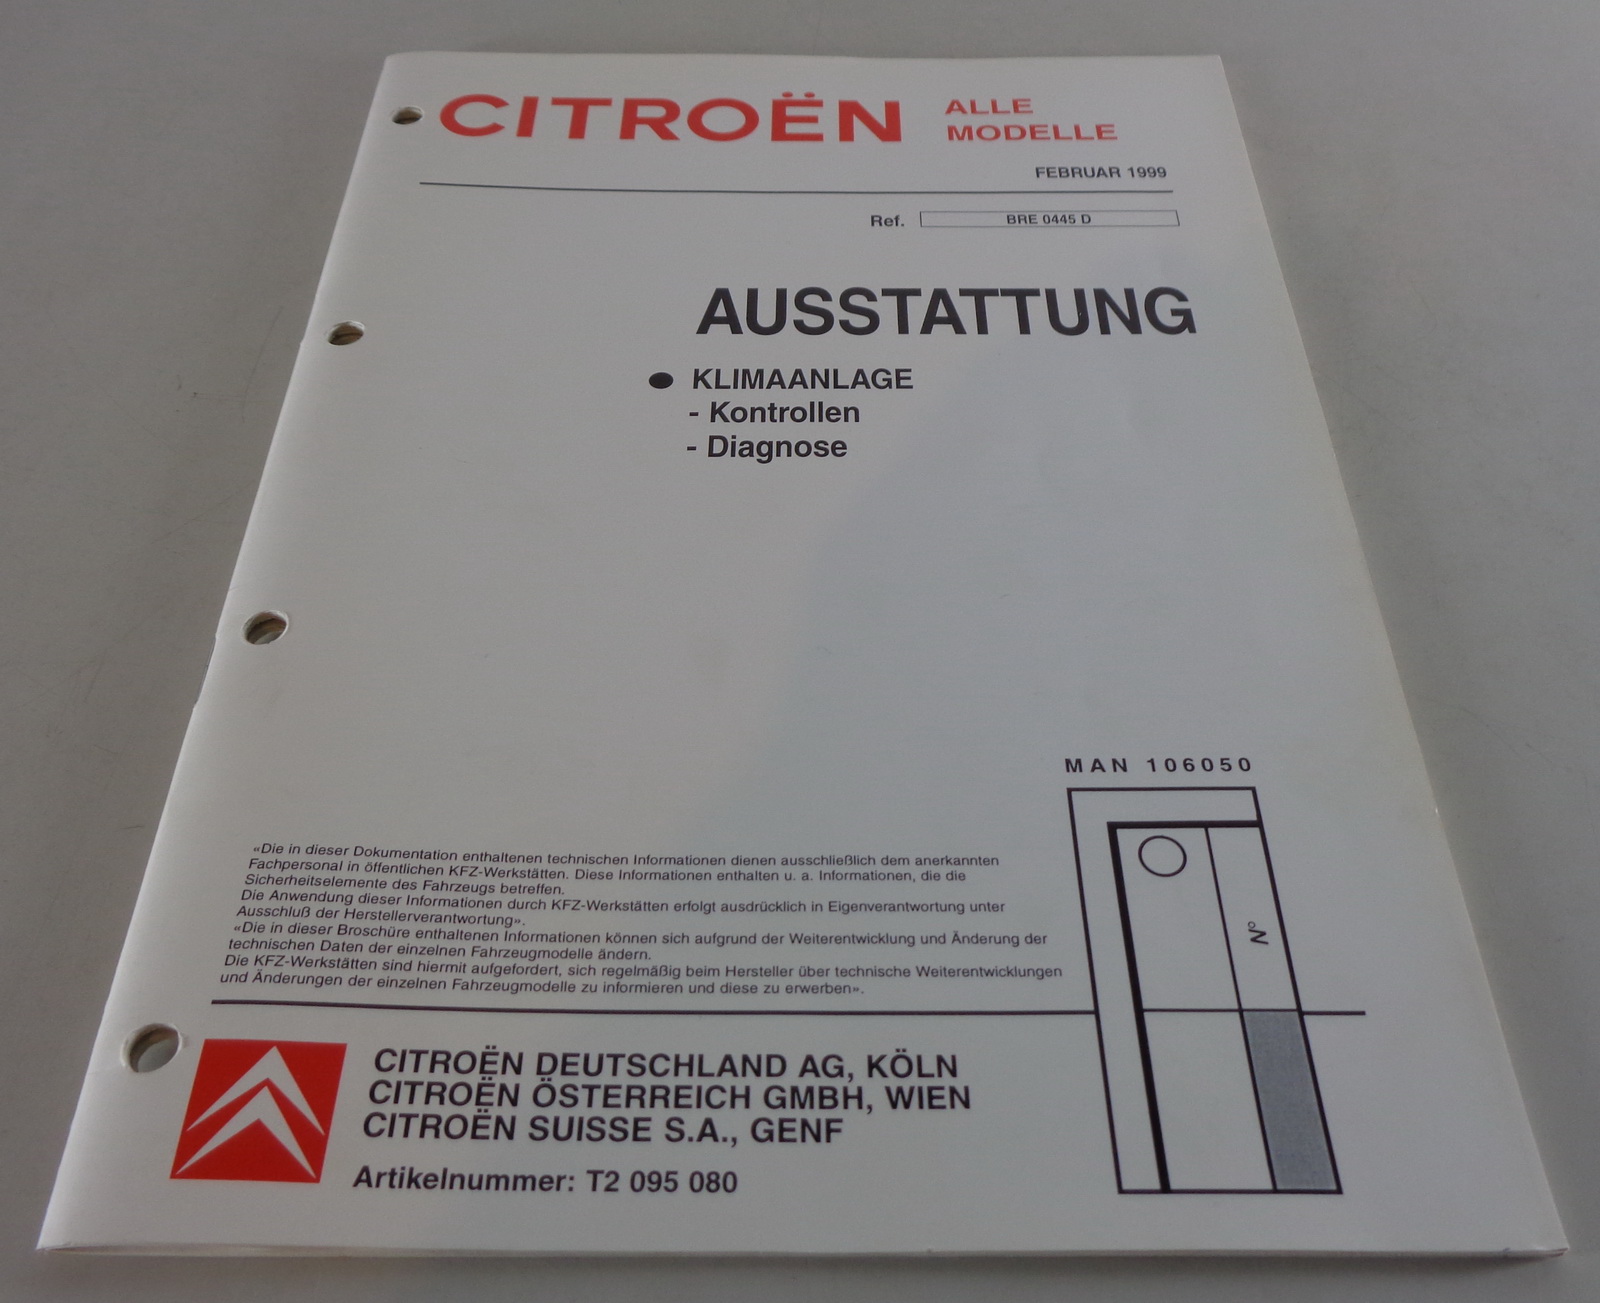 CITROËN
ALLE
MODELLE
FEBRUAR 1999
Ref. BRE 0445 D
AUSSTATTUNG
● KLIMAANLAGE
- Kontrollen
- Diagnose
MAN 106050
N°
«Die in dieser Dokumentation enthaltenen technischen Informationen dienen ausschließlich dem anerkannten
Fachpersonal in öffentlichen KFZ-Werkstätten. Diese Informationen enthalten u. a. Informationen, die die
Sicherheitselemente des Fahrzeugs betreffen.
Die Anwendung dieser Informationen durch KFZ-Werkstätten erfolgt ausdrücklich in Eigenverantwortung unter
Ausschluß der Herstellerverantwortung».
«Die in dieser Broschüre enthaltenen Informationen können sich aufgrund der Weiterentwicklung und Änderung der
technischen Daten der einzelnen Fahrzeugmodelle ändern.
Die KFZ-Werkstätten sind hiermit aufgefordert, sich regelmäßig beim Hersteller über technische Weiterentwicklungen
und Änderungen der einzelnen Fahrzeugmodelle zu informieren und diese zu erwerben».
CITROËN DEUTSCHLAND AG, KÖLN
CITROËN ÖSTERREICH GMBH, WIEN
CITROËN SUISSE S.A., GENF
Artikelnummer: T2 095 080